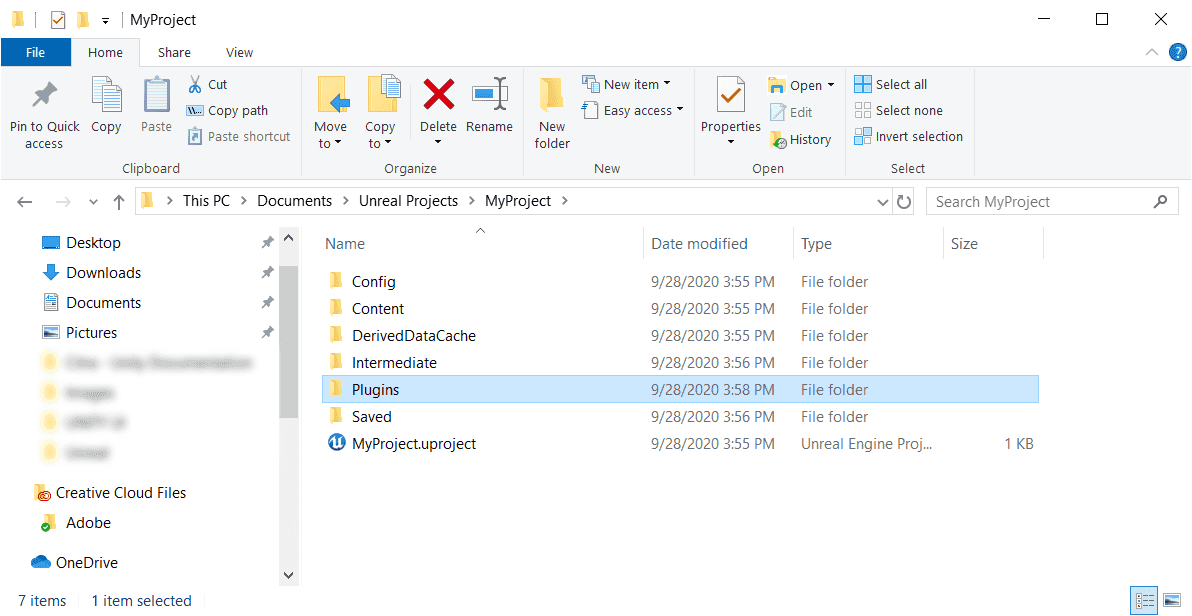 MyProject
File Home Share View
Pin to Quick access
Copy
Paste
Cut
Copy path
Paste shortcut
Clipboard
Move to
Copy to
Delete
Rename
Organize
New folder
New item
Easy access
New
Properties
Open
Edit
History
Open
Select all
Select none
Invert selection
Select
This PC > Documents > Unreal Projects > MyProject >
Search MyProject
Desktop
Downloads
Documents
Pictures
Creative Cloud Files
Adobe
OneDrive
Name Date modified Type Size
Config 9/28/2020 3:55 PM File folder
Content 9/28/2020 3:55 PM File folder
DerivedDataCache 9/28/2020 3:55 PM File folder
Intermediate 9/28/2020 3:56 PM File folder
Plugins 9/28/2020 3:58 PM File folder
Saved 9/28/2020 3:56 PM File folder
MyProject.uproject 9/28/2020 3:55 PM Unreal Engine Proj... 1 KB
7 items 1 item selected